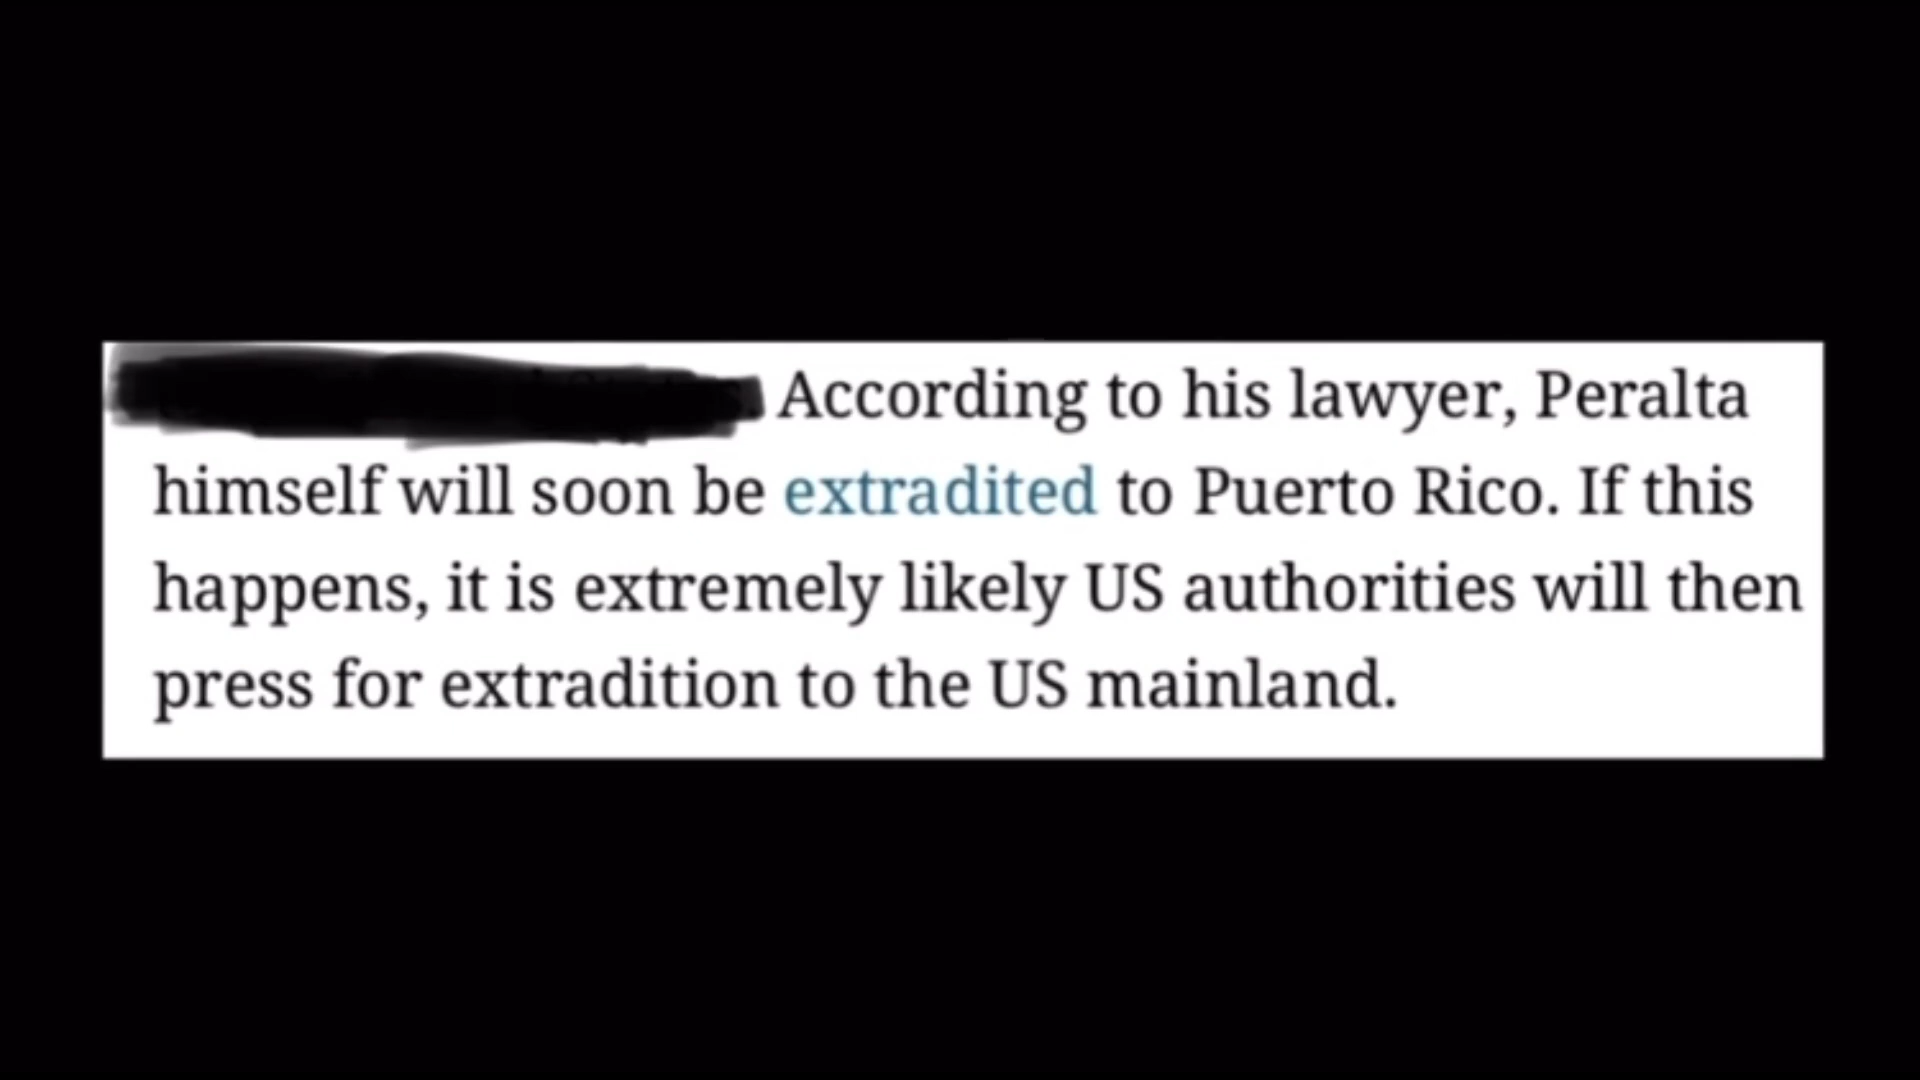 According to his lawyer, Peralta
himself will soon be extradited to Puerto Rico. If this
happens, it is extremely likely US authorities will then
press for extradition to the US mainland.